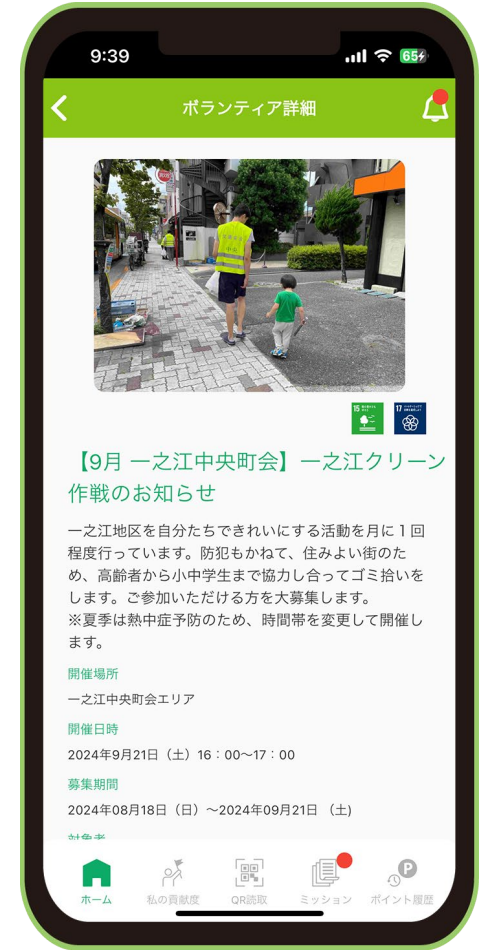 9:39
65
ボランティア詳細
15
17
【9月 一之江中央町会】一之江クリーン
作戦のお知らせ
一之江地区を自分たちできれいにする活動を月に１回
程度行っています。防犯もかねて、住みよい街のた
め、高齢者から小中学生まで協力し合ってゴミ拾いを
します。ご参加いただける方を大募集します。
※夏季は熱中症予防のため、時間帯を変更して開催し
ます。
開催場所
一之江中央町会エリア
開催日時
2024年9月21日（土）16：00〜17：00
募集期間
2024年08月18日（日）〜2024年09月21日 （土)
対象者
ホーム
私の貢献度
QR読取
ミッション
P
ポイント履歴